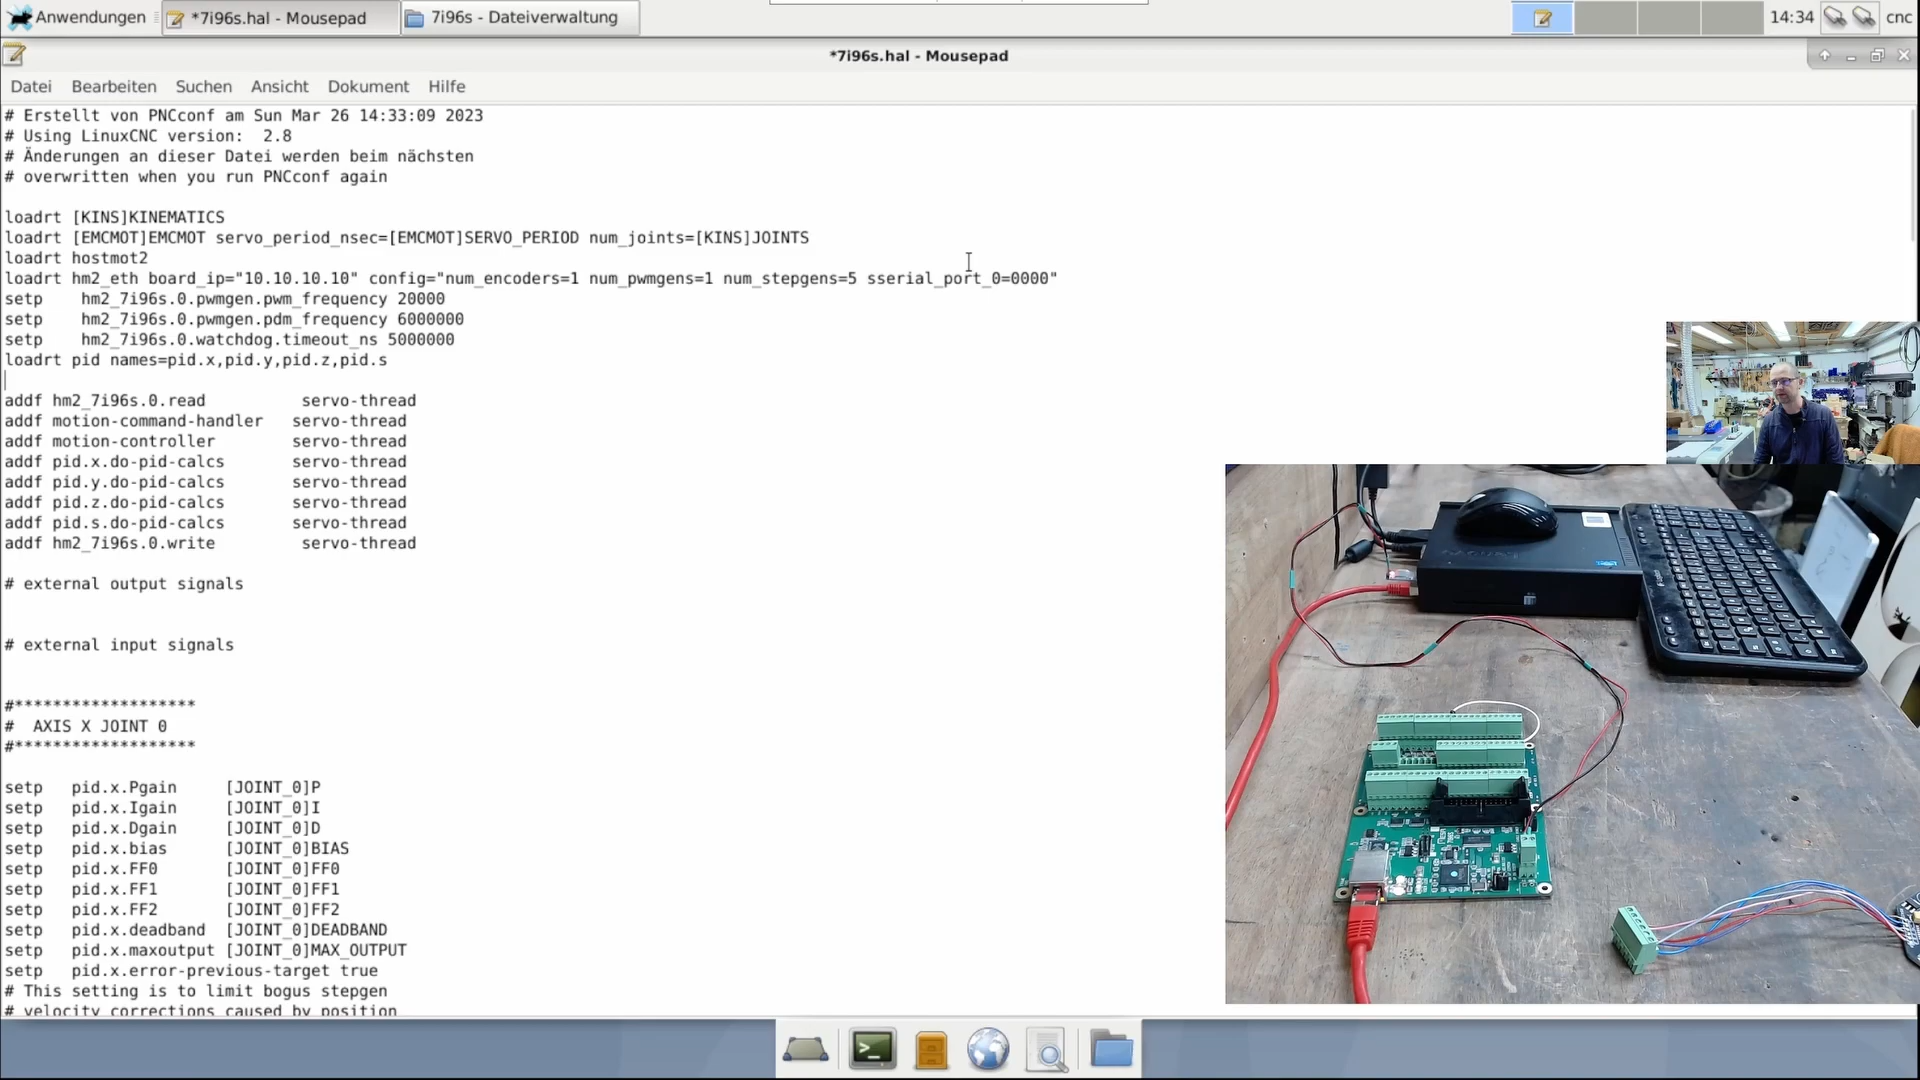 Anwendungen
*7i96s.hal - Mousepad
7i96s - Dateiverwaltung
14:34
cnc
*7i96s.hal - Mousepad
Datei Bearbeiten Suchen Ansicht Dokument Hilfe
# Erstellt von PNCconf am Sun Mar 26 14:33:09 2023
# Using LinuxCNC version:  2.8
# Änderungen an dieser Datei werden beim nächsten
# overwritten when you run PNCconf again
loadrt [KINS]KINEMATICS
loadrt [EMCMOT]EMCMOT servo_period_nsec=[EMCMOT]SERVO_PERIOD num_joints=[KINS]JOINTS
loadrt hostmot2
loadrt hm2_eth board_ip="10.10.10.10" config="num_encoders=1 num_pwmgens=1 num_stepgens=5 sserial_port_0=0000"
setp    hm2_7i96s.0.pwmgen.pwm_frequency 20000
setp    hm2_7i96s.0.pwmgen.pdm_frequency 6000000
setp    hm2_7i96s.0.watchdog.timeout_ns 5000000
loadrt pid names=pid.x,pid.y,pid.z,pid.s
addf hm2_7i96s.0.read          servo-thread
addf motion-command-handler   servo-thread
addf motion-controller        servo-thread
addf pid.x.do-pid-calcs       servo-thread
addf pid.y.do-pid-calcs       servo-thread
addf pid.z.do-pid-calcs       servo-thread
addf pid.s.do-pid-calcs       servo-thread
addf hm2_7i96s.0.write         servo-thread
# external output signals
# external input signals
#********************
#  AXIS X JOINT 0
#********************
setp   pid.x.Pgain     [JOINT_0]P
setp   pid.x.Igain     [JOINT_0]I
setp   pid.x.Dgain     [JOINT_0]D
setp   pid.x.bias      [JOINT_0]BIAS
setp   pid.x.FF0       [JOINT_0]FF0
setp   pid.x.FF1       [JOINT_0]FF1
setp   pid.x.FF2       [JOINT_0]FF2
setp   pid.x.deadband  [JOINT_0]DEADBAND
setp   pid.x.maxoutput [JOINT_0]MAX_OUTPUT
setp   pid.x.error-previous-target true
# This setting is to limit bogus stepgen
# velocity corrections caused by position